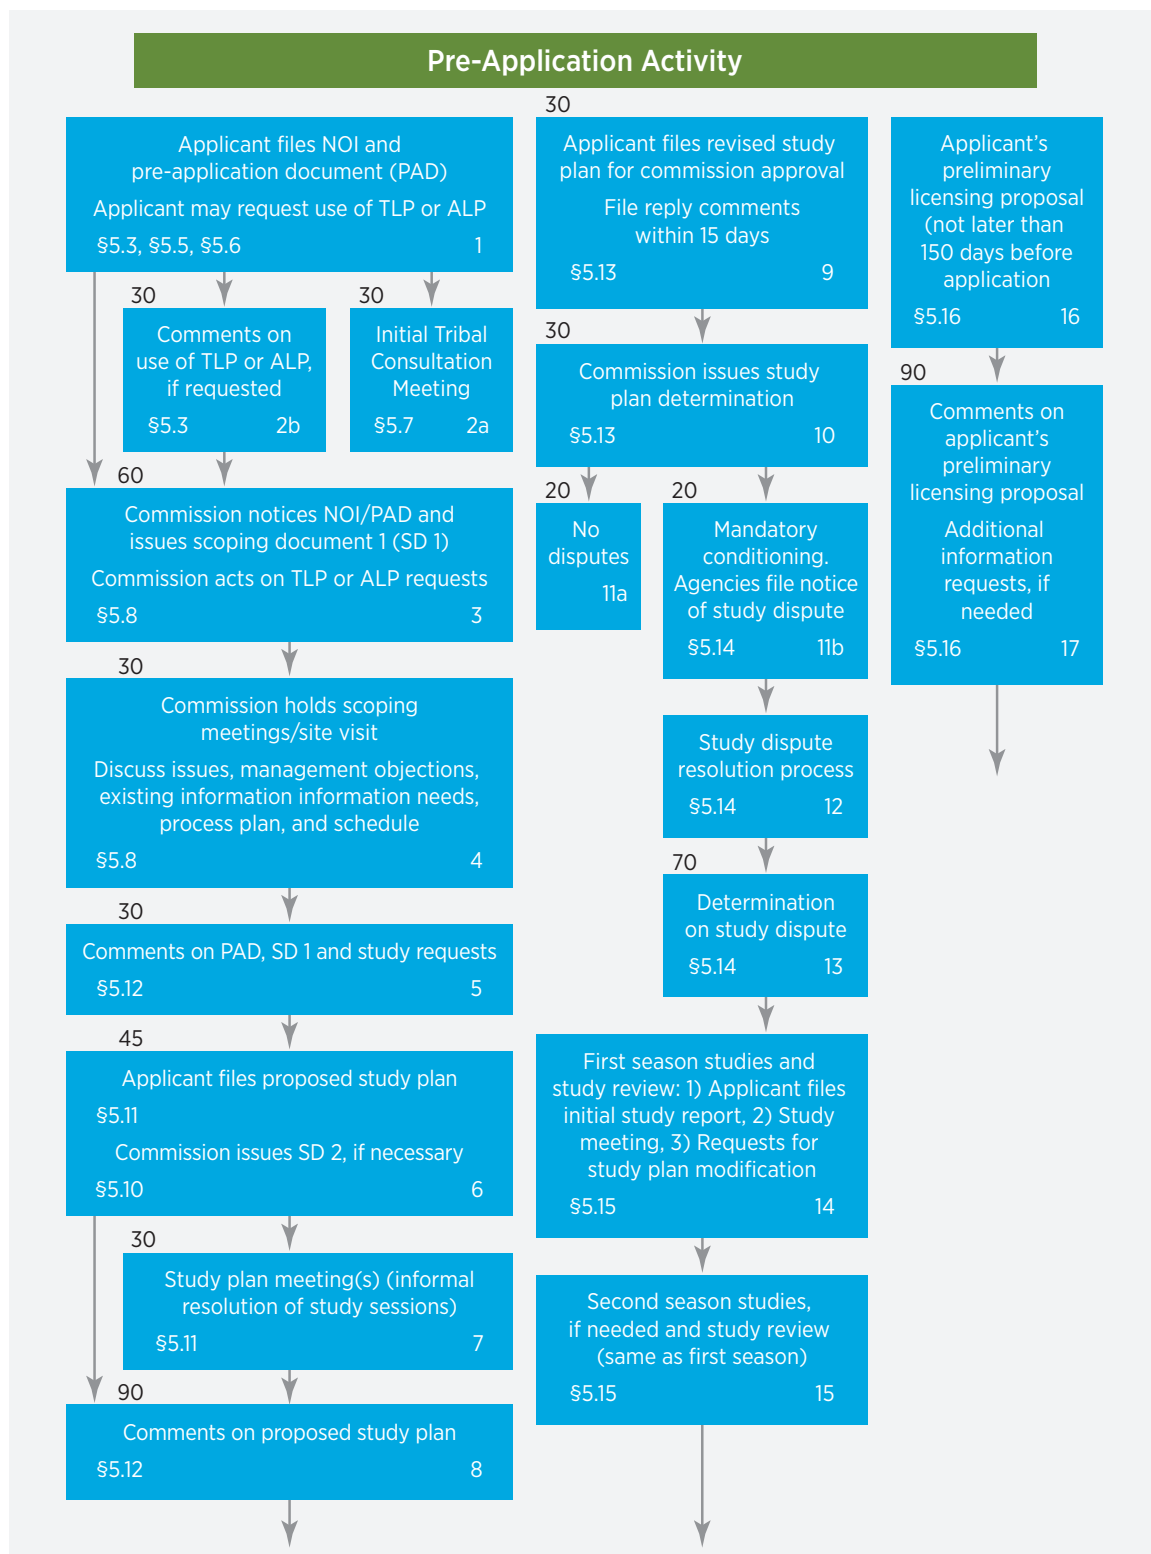 Pre-Application Activity
Applicant files NOI and
pre-application document (PAD)
Applicant may request use of TLP or ALP
§5.3, §5.5, §5.6 1
30
Comments on
use of TLP or ALP,
if requested
§5.3 2b
30
Initial Tribal
Consultation
Meeting
§5.7 2a
60
Commission notices NOI/PAD and
issues scoping document 1 (SD 1)
Commission acts on TLP or ALP requests
§5.8 3
30
Commission holds scoping
meetings/site visit
Discuss issues, management objections,
existing information information needs,
process plan, and schedule
§5.8 4
30
Comments on PAD, SD 1 and study requests
§5.12 5
45
Applicant files proposed study plan
§5.11
Commission issues SD 2, if necessary
§5.10 6
30
Study plan meeting(s) (informal
resolution of study sessions)
§5.11 7
90
Comments on proposed study plan
§5.12 8
30
Applicant files revised study
plan for commission approval
File reply comments
within 15 days
§5.13 9
30
Commission issues study
plan determination
§5.13 10
20
No
disputes
11a
20
Mandatory
conditioning.
Agencies file notice
of study dispute
§5.14 11b
Study dispute
resolution process
§5.14 12
70
Determination
on study dispute
§5.14 13
First season studies and
study review: 1) Applicant files
initial study report, 2) Study
meeting, 3) Requests for
study plan modification
§5.15 14
Second season studies,
if needed and study review
(same as first season)
§5.15 15
Applicant's
preliminary
licensing proposal
(not later than
150 days before
application
§5.16 16
90
Comments on
applicant's
preliminary
licensing proposal
Additional
information
requests, if
needed
§5.16 17